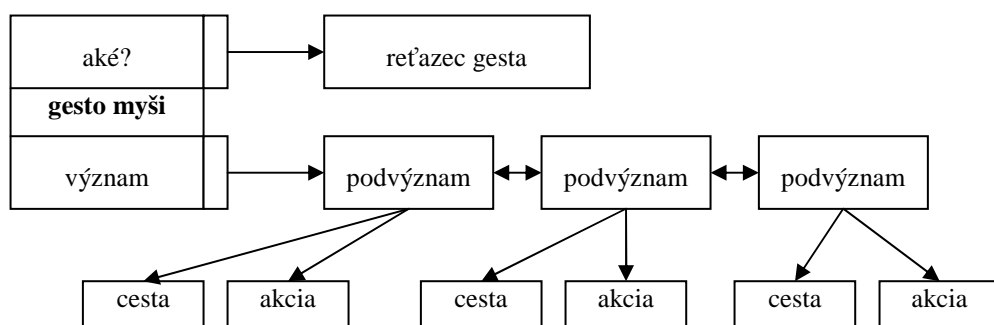 aké?
reťazec gesta
gesto myši
význam
podvýznam
podvýznam
podvýznam
cesta
akcia
cesta
akcia
cesta
akcia